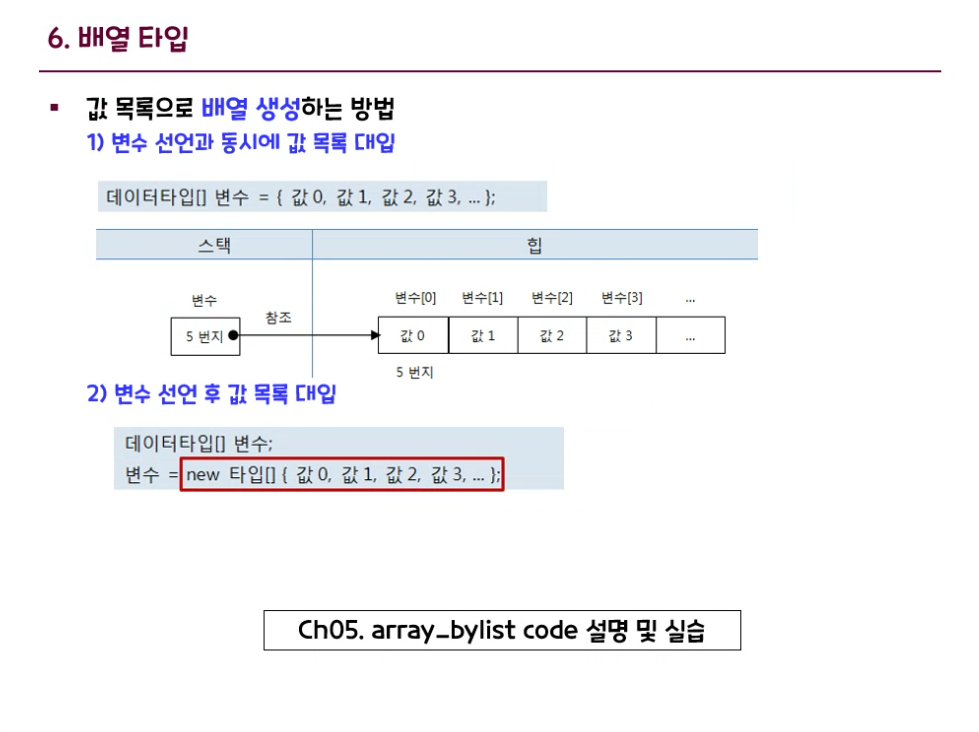 6. 배열 타입
▪ 값 목록으로 배열 생성하는 방법
1) 변수 선언과 동시에 값 목록 대입
데이터타입[] 변수 = { 값 0, 값 1, 값 2, 값 3, ... };
스택 힙
변수 변수[0] 변수[1] 변수[2] 변수[3] ...
참조
5 번지 값 0 값 1 값 2 값 3 ...
5 번지
2) 변수 선언 후 값 목록 대입
데이터타입[] 변수;
변수 = new 타입[] { 값 0, 값 1, 값 2, 값 3, ... };
Ch05. array_bylist code 설명 및 실습